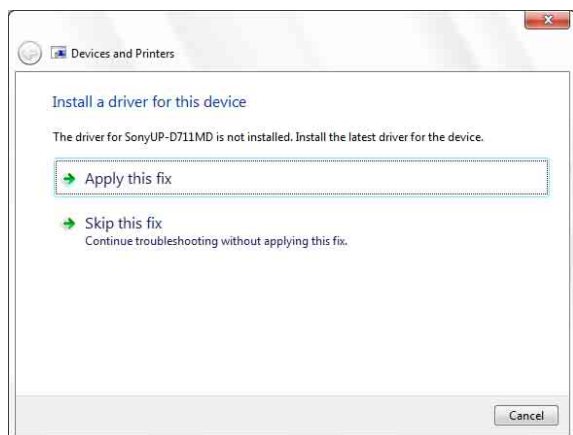 Devices and Printers
Install a driver for this device
The driver for SonyUP-D711MD is not installed. Install the latest driver for the device.
Apply this fix
Skip this fix
Continue troubleshooting without applying this fix.
Cancel